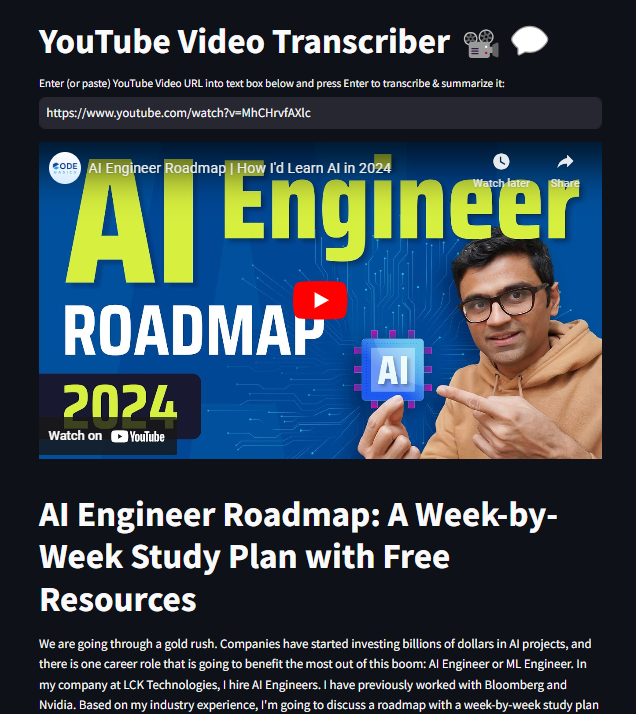 YouTube Video Transcriber
Enter (or paste) YouTube Video URL into text box below and press Enter to transcribe & summarize it:
https://www.youtube.com/watch?v=MhCHrvfAXlc
CODE
BASICS
AI Engineer Roadmap | How I'd Learn AI in 2024
Watch later
Share
AI Engineer
ROADMAP
AI
2024
Watch on YouTube
AI Engineer Roadmap: A Week-by-
Week Study Plan with Free
Resources
We are going through a gold rush. Companies have started investing billions of dollars in AI projects, and
there is one career role that is going to benefit the most out of this boom: AI Engineer or ML Engineer. In
my company at LCK Technologies, I hire AI Engineers. I have previously worked with Bloomberg and
Nvidia. Based on my industry experience, I'm going to discuss a roadmap with a week-by-week study plan